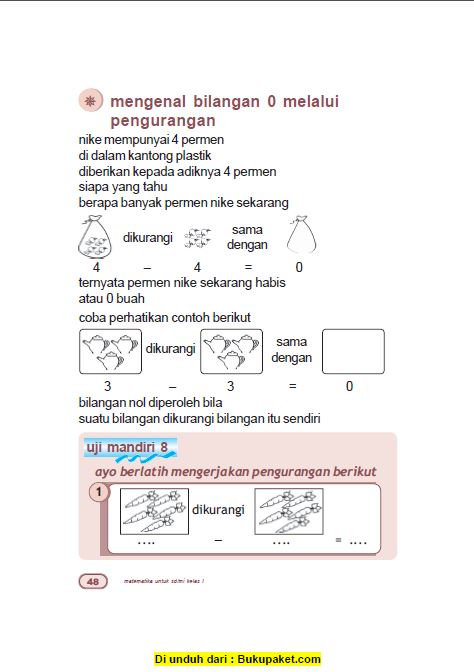 mengenal bilangan 0 melalui
pengurangan
nike mempunyai 4 permen
di dalam kantong plastik
diberikan kepada adiknya 4 permen
siapa yang tahu
berapa banyak permen nike sekarang
dikurangi sama dengan
4 – 4 = 0
ternyata permen nike sekarang habis
atau 0 buah
coba perhatikan contoh berikut
dikurangi sama dengan
3 – 3 = 0
bilangan nol diperoleh bila
suatu bilangan dikurangi bilangan itu sendiri
uji mandiri 8
ayo berlatih mengerjakan pengurangan berikut
1
dikurangi
.... – .... = ....
48 matematika untuk sd/mi kelas I
Di unduh dari : Bukupaket.com